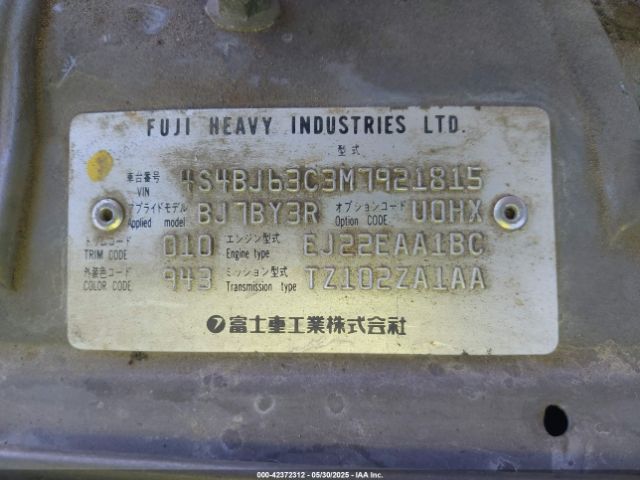 FUJI HEAVY INDUSTRIES LTD.
型式
車台番号 VIN 4S4BJ63C3M7921815
アプライドモデル Applied model BJ7BY3R オプションコード Option CODE UOHX
トリムコード TRIM CODE 010 エンジン型式 Engine type EJ22EAA1BC
外装色コード COLOR CODE 943 ミッション型式 Transmission type TZ102ZA1AA
富士重工業株式会社
000-42372312 - 05/30/2025 - IAA Inc.